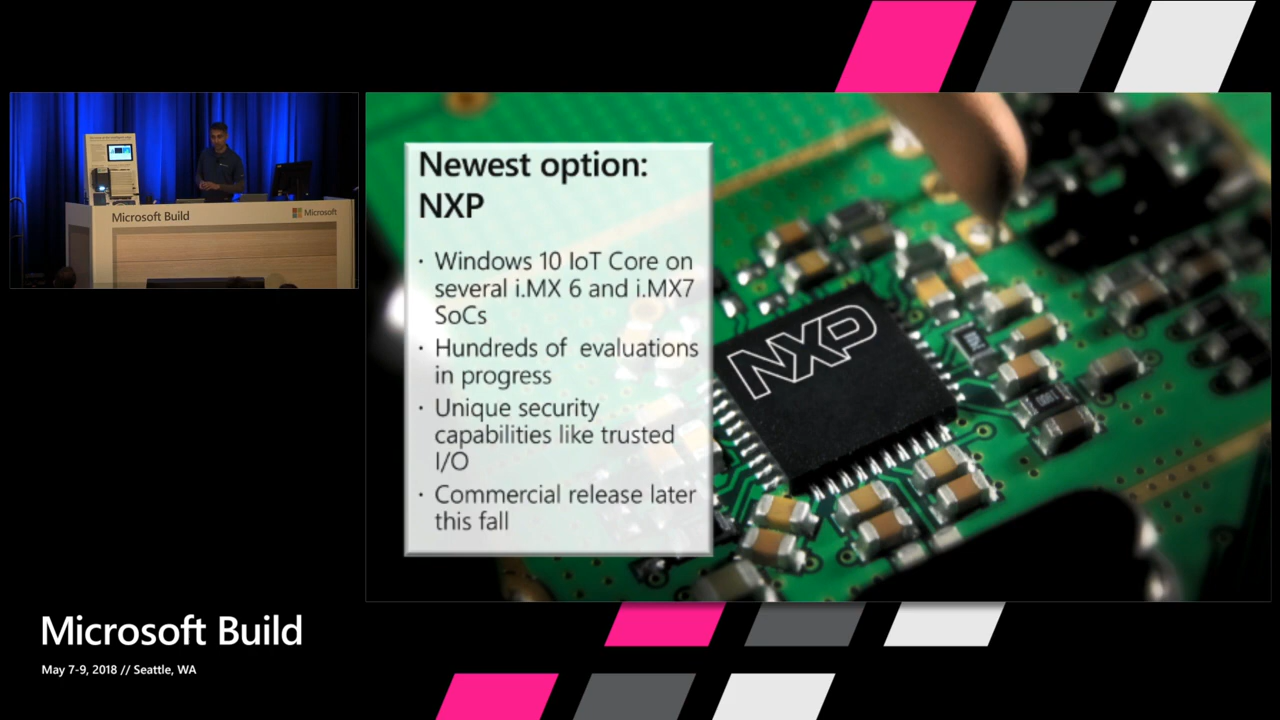 Microsoft Build
Microsoft
Newest option:
NXP
· Windows 10 IoT Core on
several i.MX 6 and i.MX7
SoCs
· Hundreds of evaluations
in progress
· Unique security
capabilities like trusted
I/O
· Commercial release later
this fall
NXP
Microsoft Build
May 7-9, 2018 // Seattle, WA